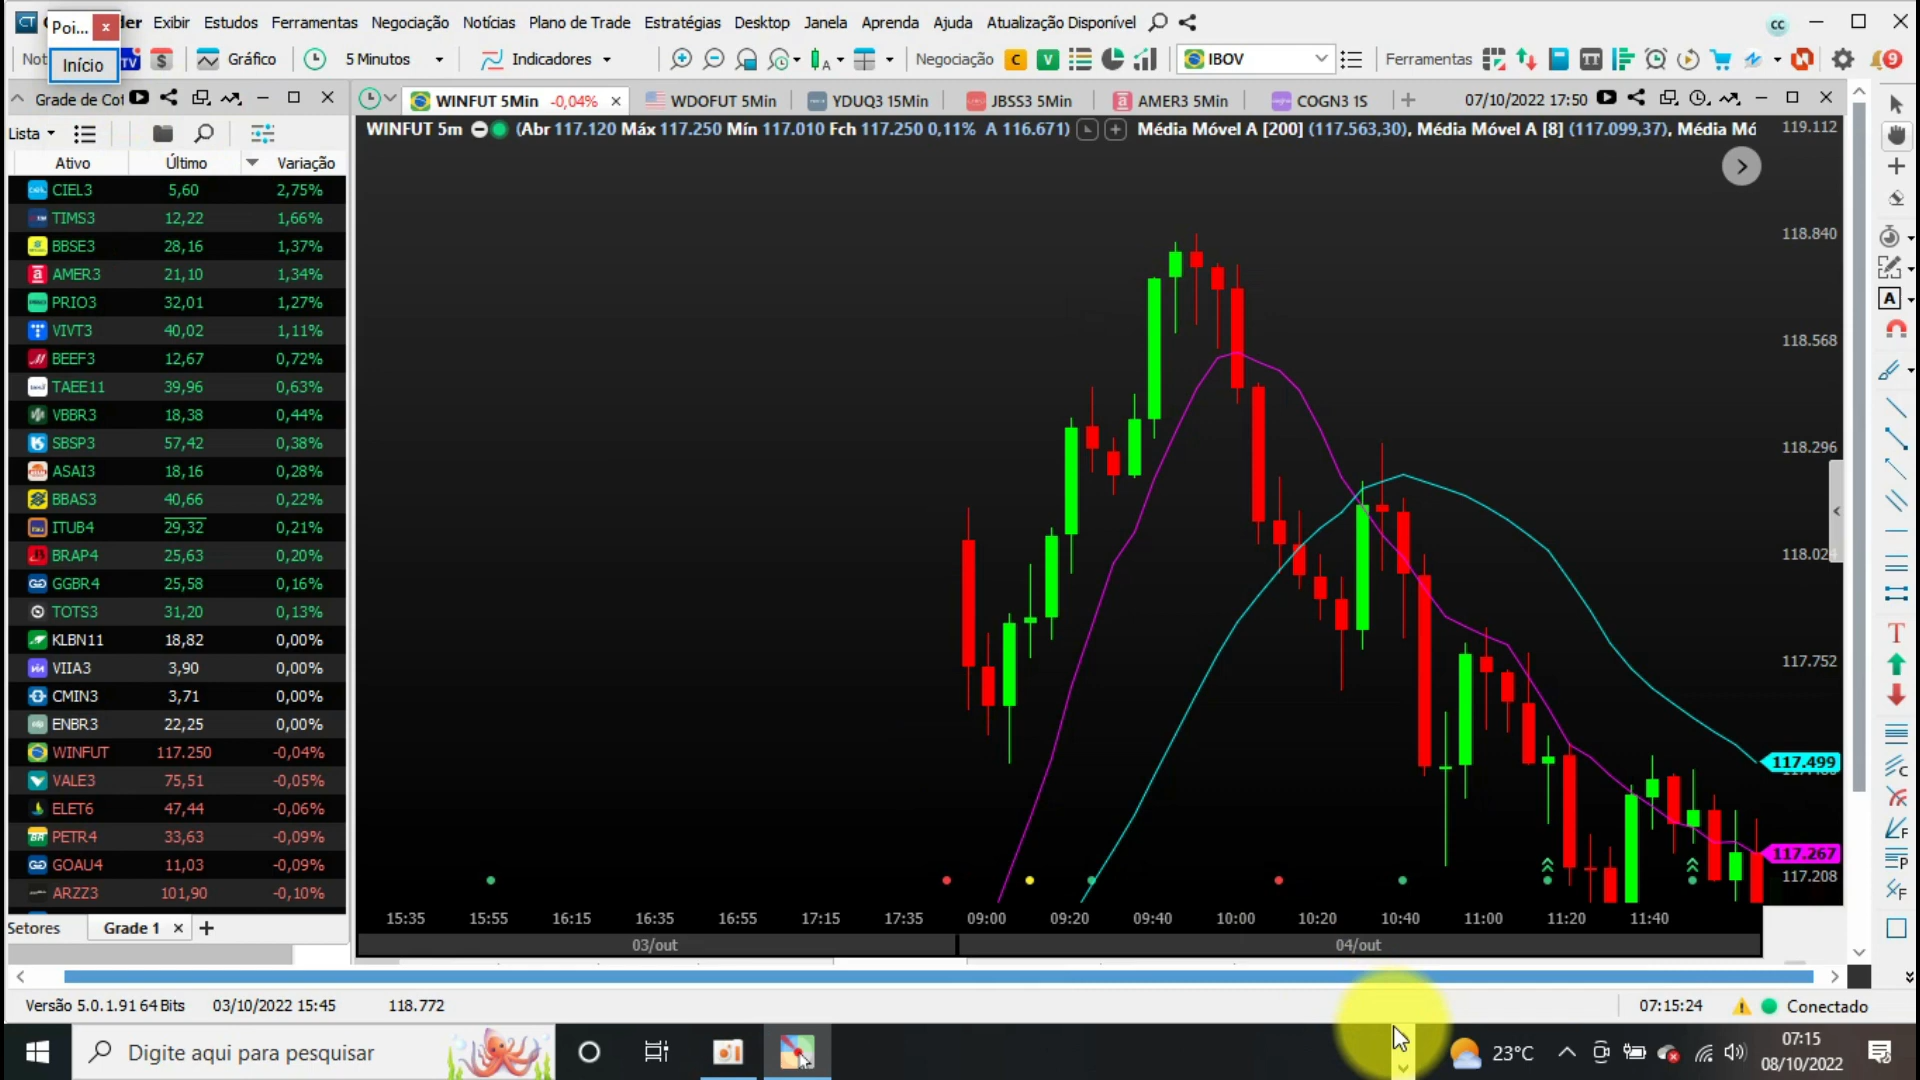 Poi... x
Início
der Exibir Estudos Ferramentas Negociação Notícias Plano de Trade Estratégias Desktop Janela Aprenda Ajuda Atualização Disponível
CC
Not
TV $ Gráfico 5 Minutos Indicadores Negociação C V IBOV Ferramentas 9
Grade de Cot
WINFUT 5Min -0,04% WDOFUT 5Min YDUQ3 15Min JBSS3 5Min AMER3 5Min COGN3 1S 07/10/2022 17:50
Lista
WINFUT 5m (Abr 117.120 Máx 117.250 Mín 117.010 Fch 117.250 0,11% A 116.671) Média Móvel A [200] (117.563,30), Média Móvel A [8] (117.099,37), Média Mó
Ativo Último Variação
CIEL3 5,60 2,75%
TIMS3 12,22 1,66%
BBSE3 28,16 1,37%
AMER3 21,10 1,34%
PRIO3 32,01 1,27%
VIVT3 40,02 1,11%
BEEF3 12,67 0,72%
TAEE11 39,96 0,63%
VBBR3 18,38 0,44%
SBSP3 57,42 0,38%
ASAI3 18,16 0,28%
BBAS3 40,66 0,22%
ITUB4 29,32 0,21%
BRAP4 25,63 0,20%
GGBR4 25,58 0,16%
TOTS3 31,20 0,13%
KLBN11 18,82 0,00%
VIIA3 3,90 0,00%
CMIN3 3,71 0,00%
ENBR3 22,25 0,00%
WINFUT 117.250 -0,04%
VALE3 75,51 -0,05%
ELET6 47,44 -0,06%
PETR4 33,63 -0,09%
GOAU4 11,03 -0,09%
ARZZ3 101,90 -0,10%
Setores Grade 1
119.112
118.840
118.568
118.296
118.02
117.752
117.499
117.267
117.208
15:35 15:55 16:15 16:35 16:55 17:15 17:35 09:00 09:20 09:40 10:00 10:20 10:40 11:00 11:20 11:40
03/out 04/out
Versão 5.0.1.91 64 Bits 03/10/2022 15:45 118.772 07:15:24 Conectado
Digite aqui para pesquisar 23°C 07:15
08/10/2022